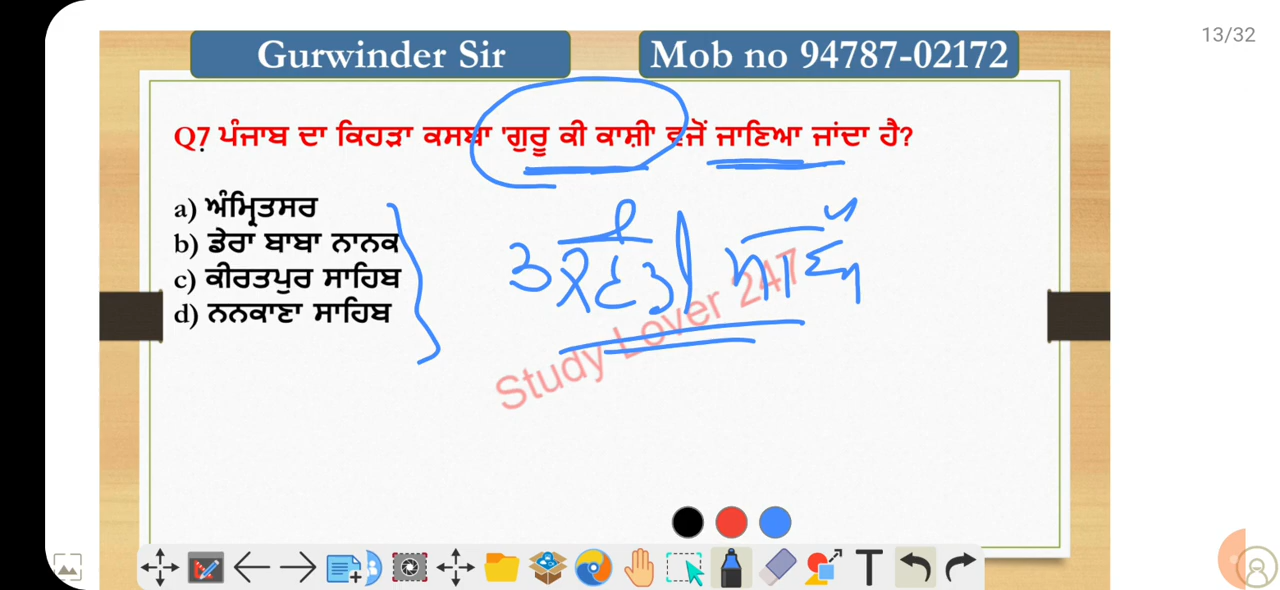 13/32
Gurwinder Sir
Mob no 94787-02172
Q7 ਪੰਜਾਬ ਦਾ ਕਿਹੜਾ ਕਸਬਾ 'ਗੁਰੂ ਕੀ ਕਾਸ਼ੀ' ਵਜੋਂ ਜਾਣਿਆ ਜਾਂਦਾ ਹੈ?
a) ਅੰਮ੍ਰਿਤਸਰ
b) ਡੇਰਾ ਬਾਬਾ ਨਾਨਕ
c) ਕੀਰਤਪੁਰ ਸਾਹਿਬ
d) ਨਨਕਾਣਾ ਸਾਹਿਬ
Study Lover 247
T